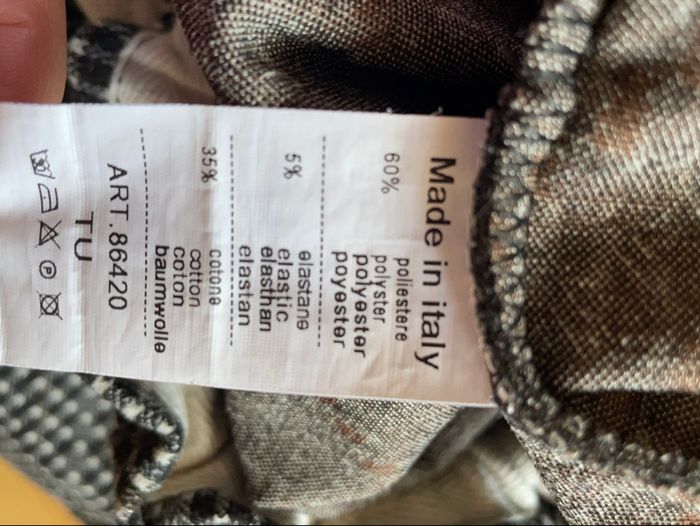 Made in italy
60% poliestere
polyster
polyester
poyester
5% elastane
elastic
elasthan
elastan
35% cotone
cotton
coton
baumwolle
ART.86420
TU
P